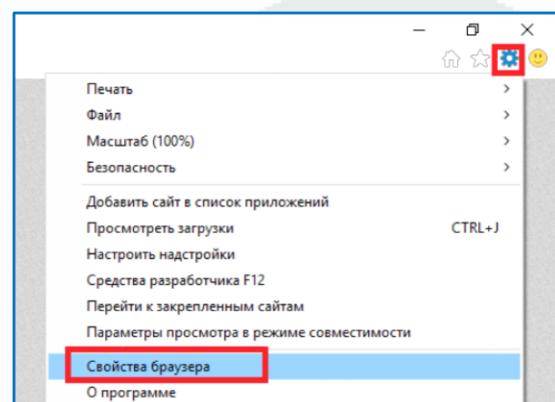 Печать
Файл
Масштаб (100%)
Безопасность
Добавить сайт в список приложений
Просмотреть загрузки CTRL+J
Настроить надстройки
Средства разработчика F12
Перейти к закрепленным сайтам
Параметры просмотра в режиме совместимости
Свойства браузера
О программе